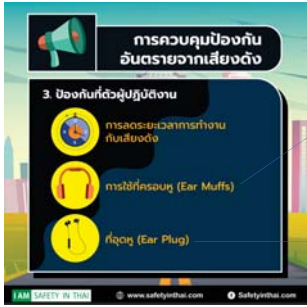 การควบคุมป้องกัน
อันตรายจากเสียงดัง
3. ป้องกันที่ตัวผู้ปฏิบัติงาน
การลดระยะเวลาการทำงาน
กับเสียงดัง
การใช้ที่ครอบหู (Ear Muffs)
ที่อุดหู (Ear Plug)
I AM SAFETY IN THAI
www.safetyinthai.com
Safetyinthai.com